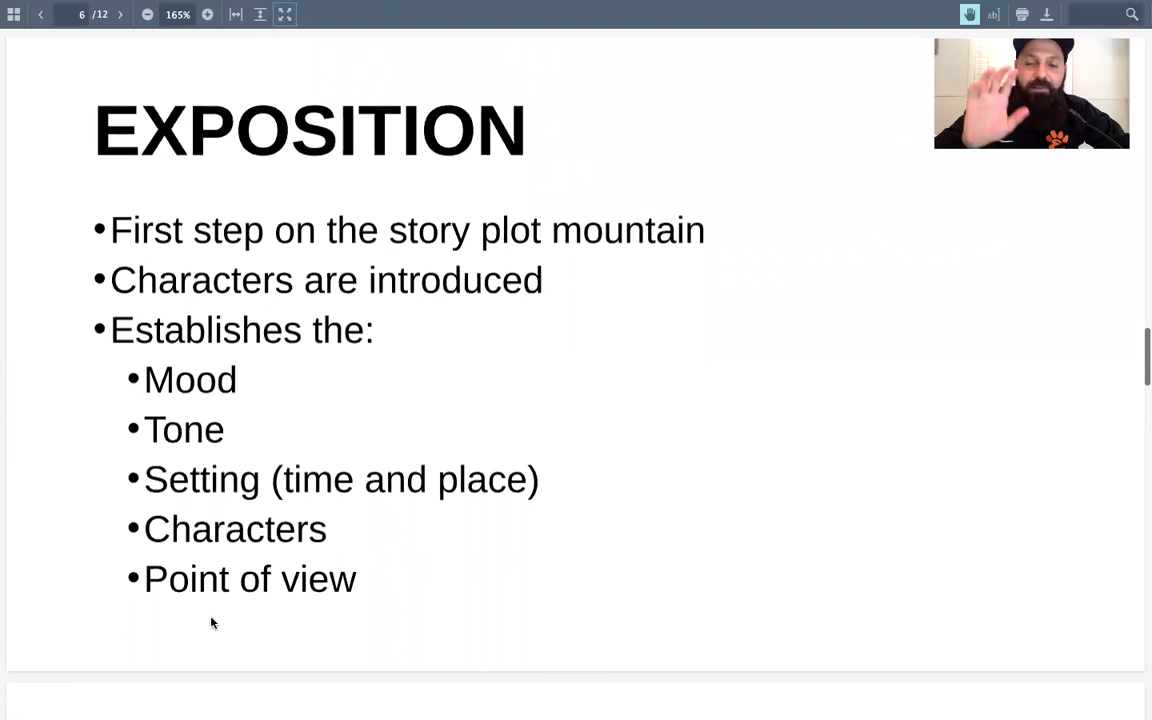 6 /12 165% ab]
EXPOSITION
•First step on the story plot mountain
•Characters are introduced
•Establishes the:
•Mood
•Tone
•Setting (time and place)
•Characters
•Point of view